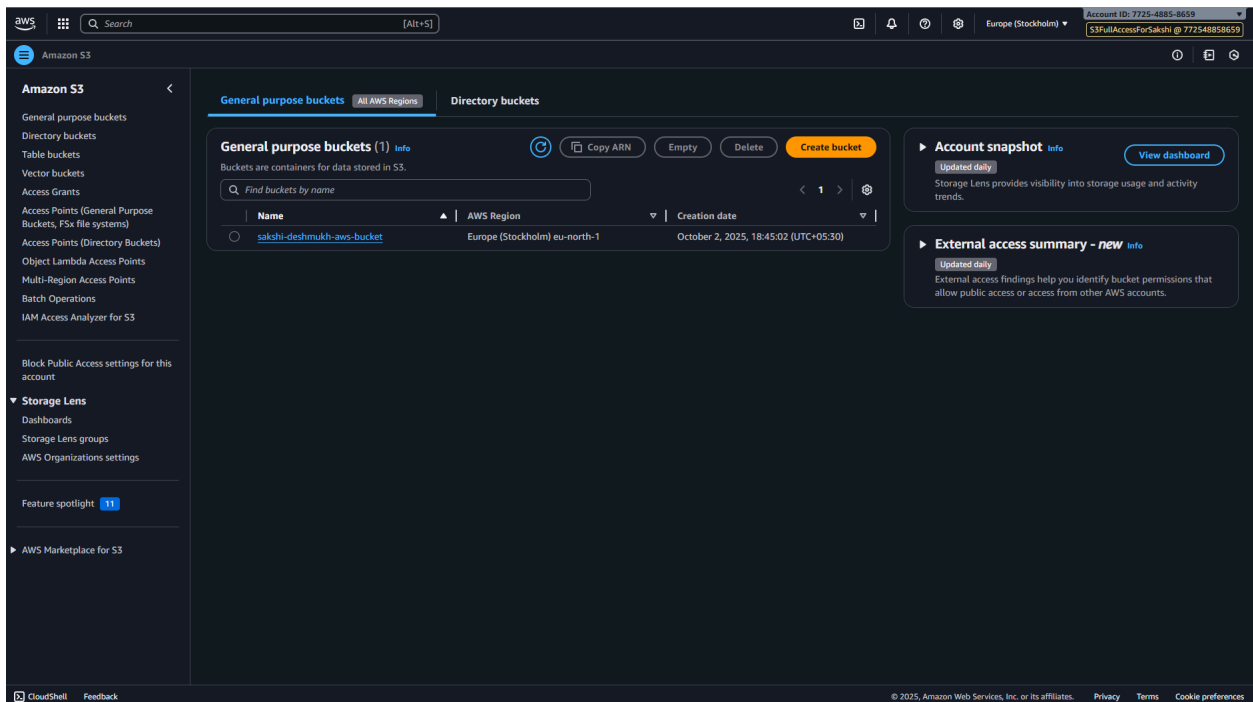 aws
Search [Alt+S]
Europe (Stockholm) ▼
Account ID: 7725-4885-8659 ▼
S3FullAccessForSakshi @ 772548858659
Amazon S3
Amazon S3
General purpose buckets
Directory buckets
Table buckets
Vector buckets
Access Grants
Access Points (General Purpose
Buckets, FSx file systems)
Access Points (Directory Buckets)
Object Lambda Access Points
Multi-Region Access Points
Batch Operations
IAM Access Analyzer for S3
Block Public Access settings for this
account
Storage Lens
Dashboards
Storage Lens groups
AWS Organizations settings
Feature spotlight 11
AWS Marketplace for S3
General purpose buckets All AWS Regions Directory buckets
General purpose buckets (1) Info
Copy ARN Empty Delete Create bucket
Buckets are containers for data stored in S3.
Find buckets by name
1
Name AWS Region Creation date
sakshi-deshmukh-aws-bucket Europe (Stockholm) eu-north-1 October 2, 2025, 18:45:02 (UTC+05:30)
Account snapshot Info View dashboard
Updated daily
Storage Lens provides visibility into storage usage and activity
trends.
External access summary - new Info
Updated daily
External access findings help you identify bucket permissions that
allow public access or access from other AWS accounts.
CloudShell Feedback © 2025, Amazon Web Services, Inc. or its affiliates. Privacy Terms Cookie preferences